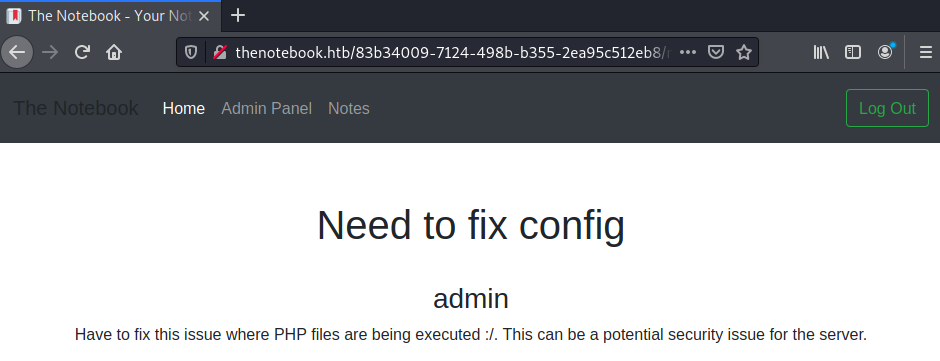 The Notebook - Your Not
thenotebook.htb/83b34009-7124-498b-b355-2ea95c512eb8/
The Notebook Home Admin Panel Notes Log Out
Need to fix config
admin
Have to fix this issue where PHP files are being executed :/. This can be a potential security issue for the server.